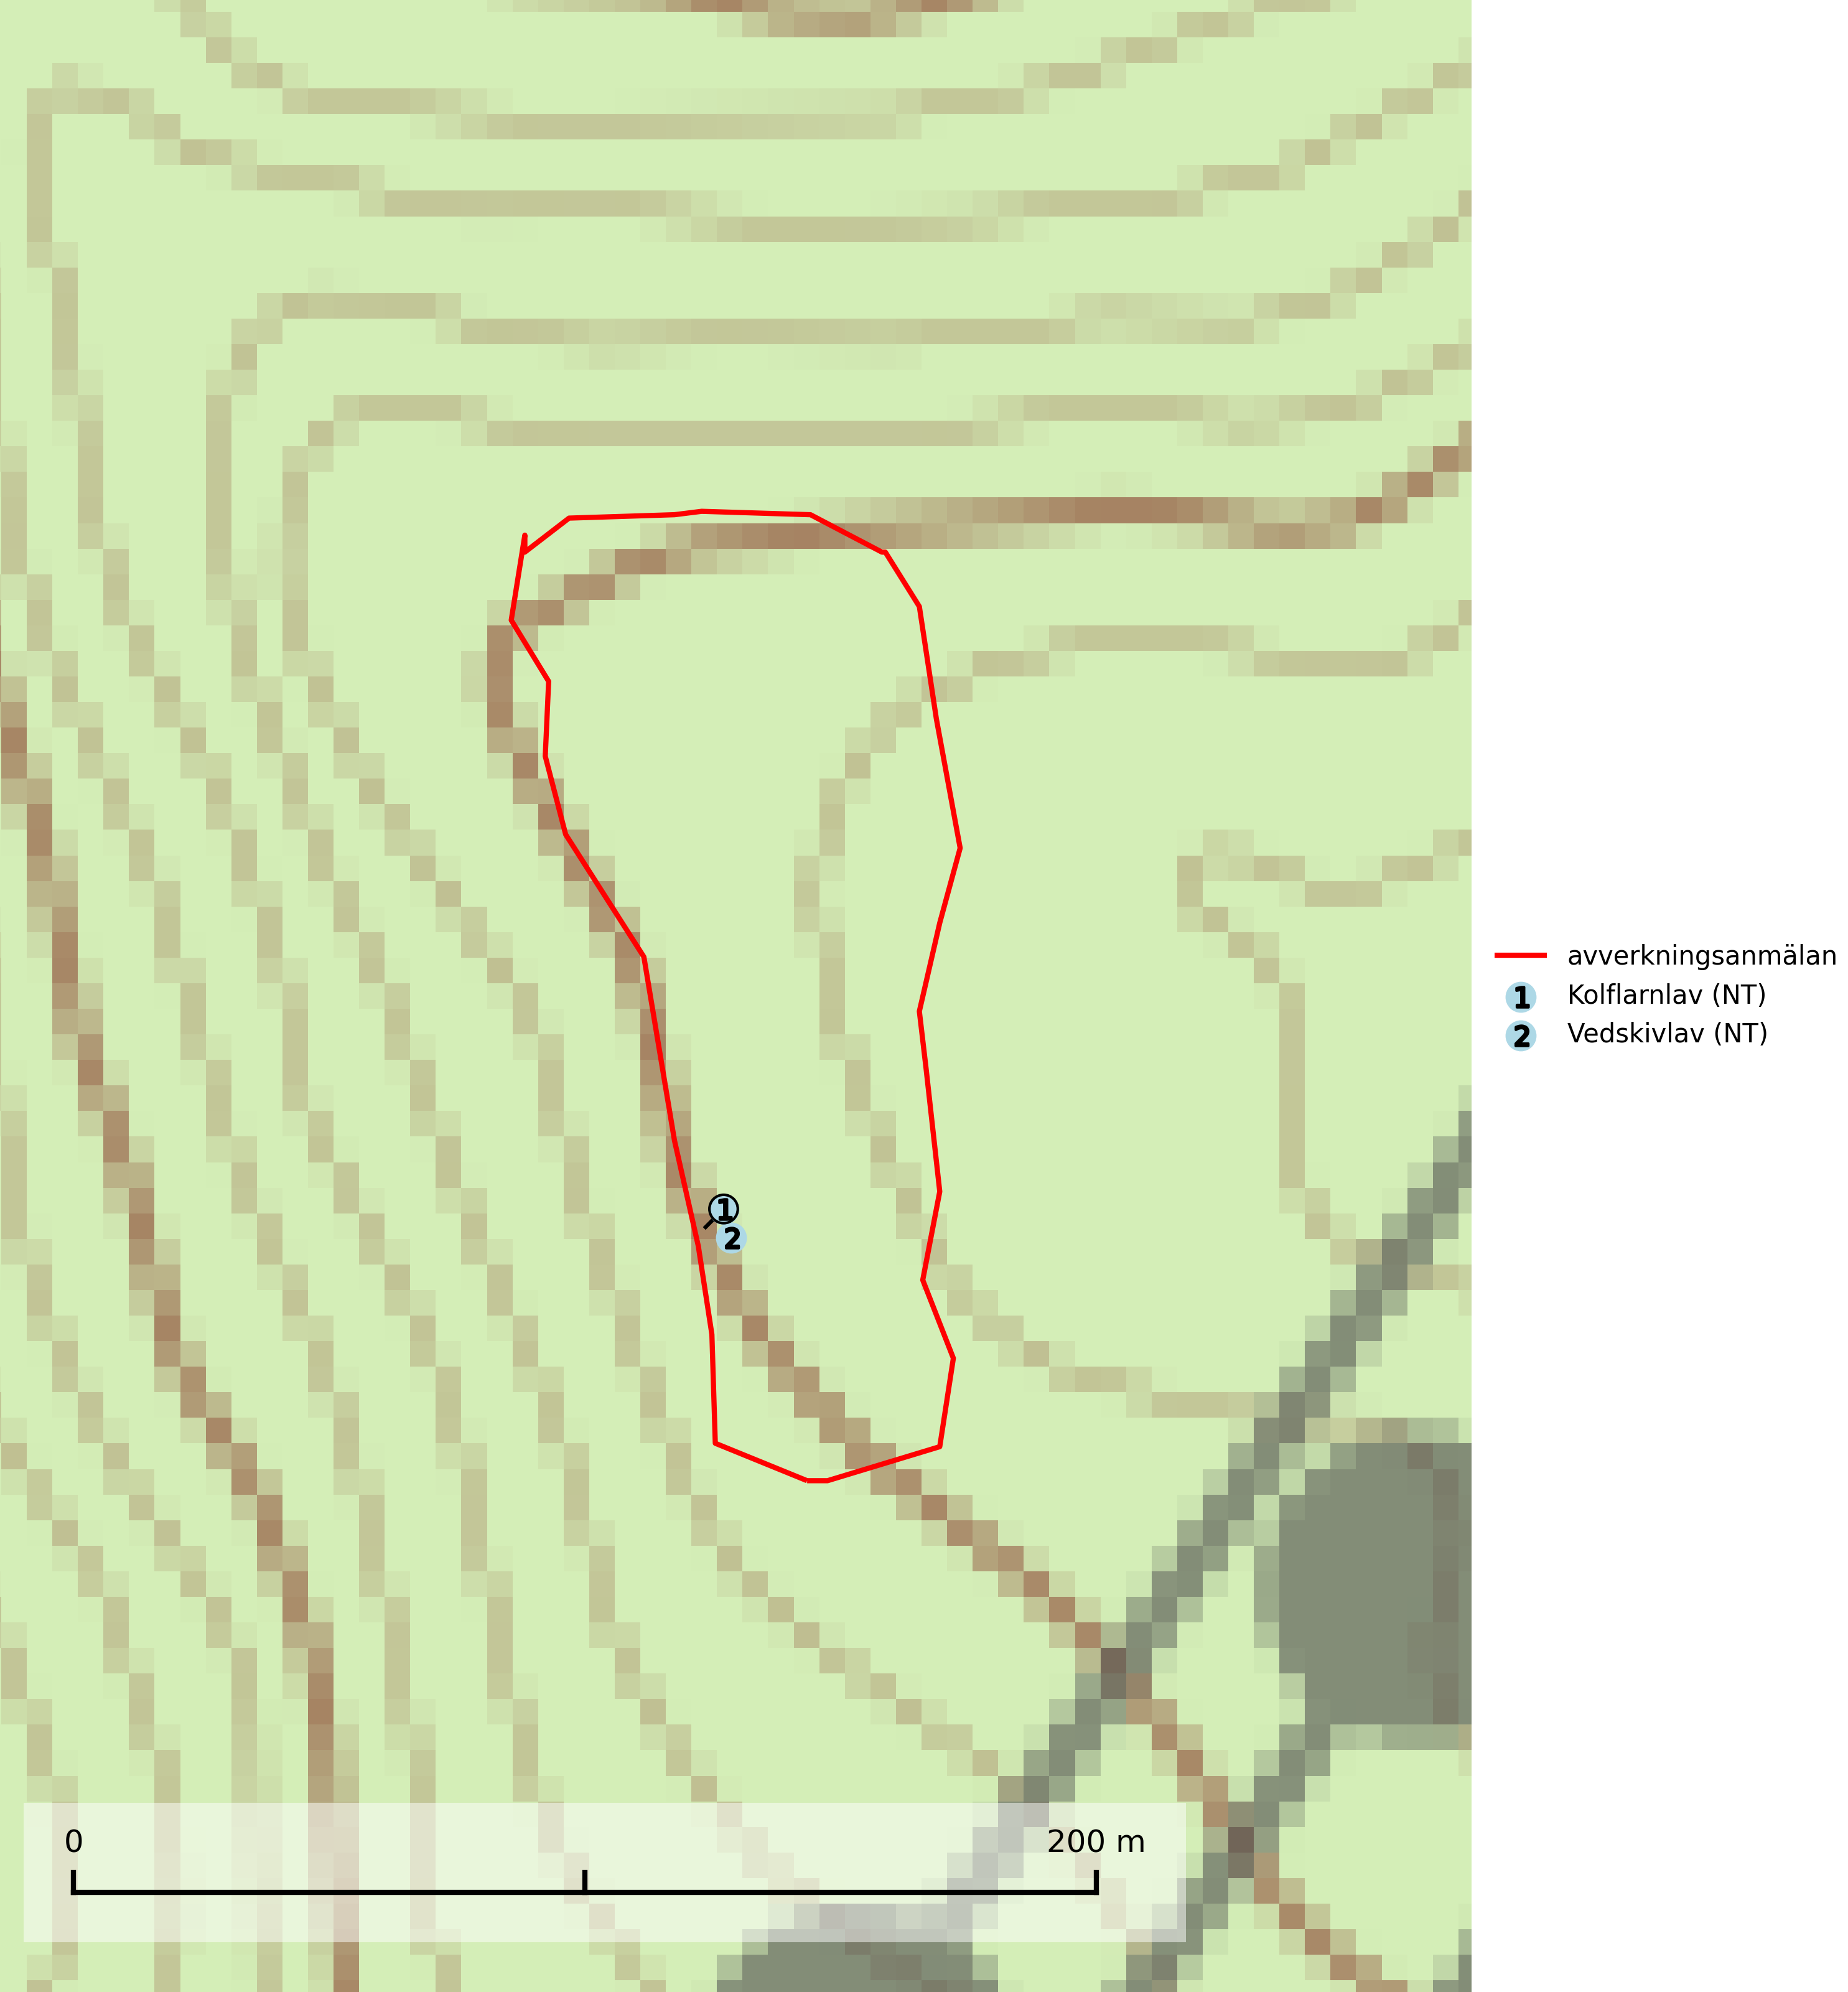 avverkningsanmälan
1 Kolflarnlav (NT)
2 Vedskivlav (NT)
1
2
0 200 m